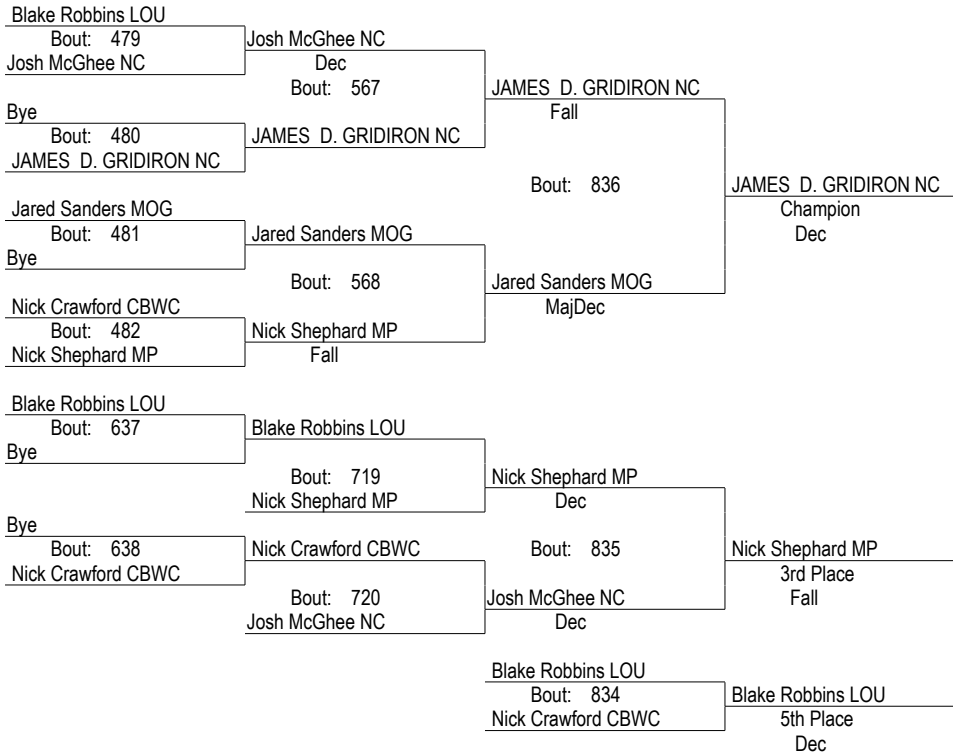 Blake Robbins LOU
Bout: 479
Josh McGhee NC
Josh McGhee NC
Dec
Bout: 567
JAMES D. GRIDIRON NC
Fall
Bye
Bout: 480
JAMES D. GRIDIRON NC
JAMES D. GRIDIRON NC
Bout: 836
JAMES D. GRIDIRON NC
Champion
Dec
Jared Sanders MOG
Bout: 481
Jared Sanders MOG
Bye
Bout: 568
Jared Sanders MOG
MajDec
Nick Crawford CBWC
Bout: 482
Nick Shephard MP
Nick Shephard MP
Fall
Blake Robbins LOU
Bout: 637
Blake Robbins LOU
Bye
Bout: 719
Nick Shephard MP
Nick Shephard MP
Dec
Bye
Bout: 638
Nick Crawford CBWC
Nick Crawford CBWC
Bout: 835
Nick Shephard MP
3rd Place
Fall
Bout: 720
Josh McGhee NC
Josh McGhee NC
Dec
Blake Robbins LOU
Bout: 834
Nick Crawford CBWC
Blake Robbins LOU
5th Place
Dec